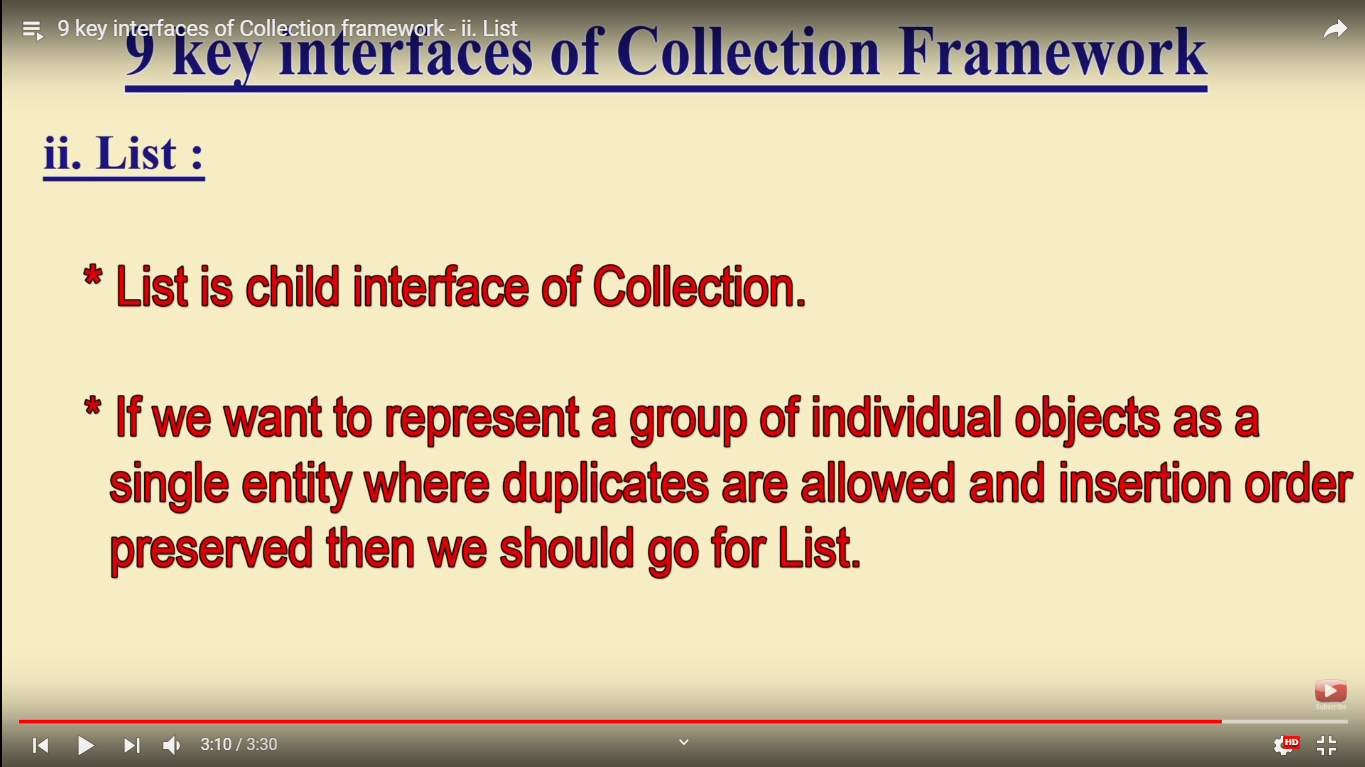 9 key interfaces of Collection framework - ii. List
9 key interfaces of Collection Framework
ii. List :
* List is child interface of Collection.
* If we want to represent a group of individual objects as a
single entity where duplicates are allowed and insertion order
preserved then we should go for List.
Subscribe
3:10 / 3:30
HD